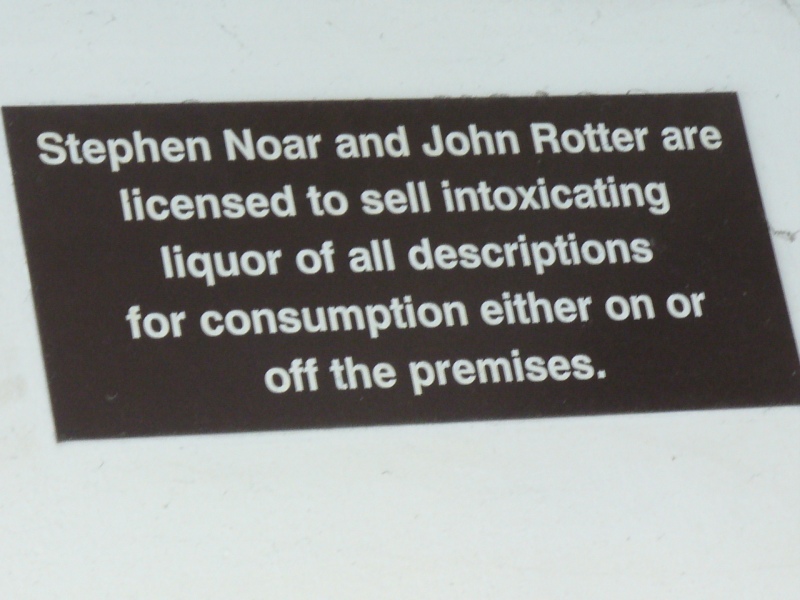 Stephen Noar and John Rotter are
licensed to sell intoxicating
liquor of all descriptions
for consumption either on or
off the premises.